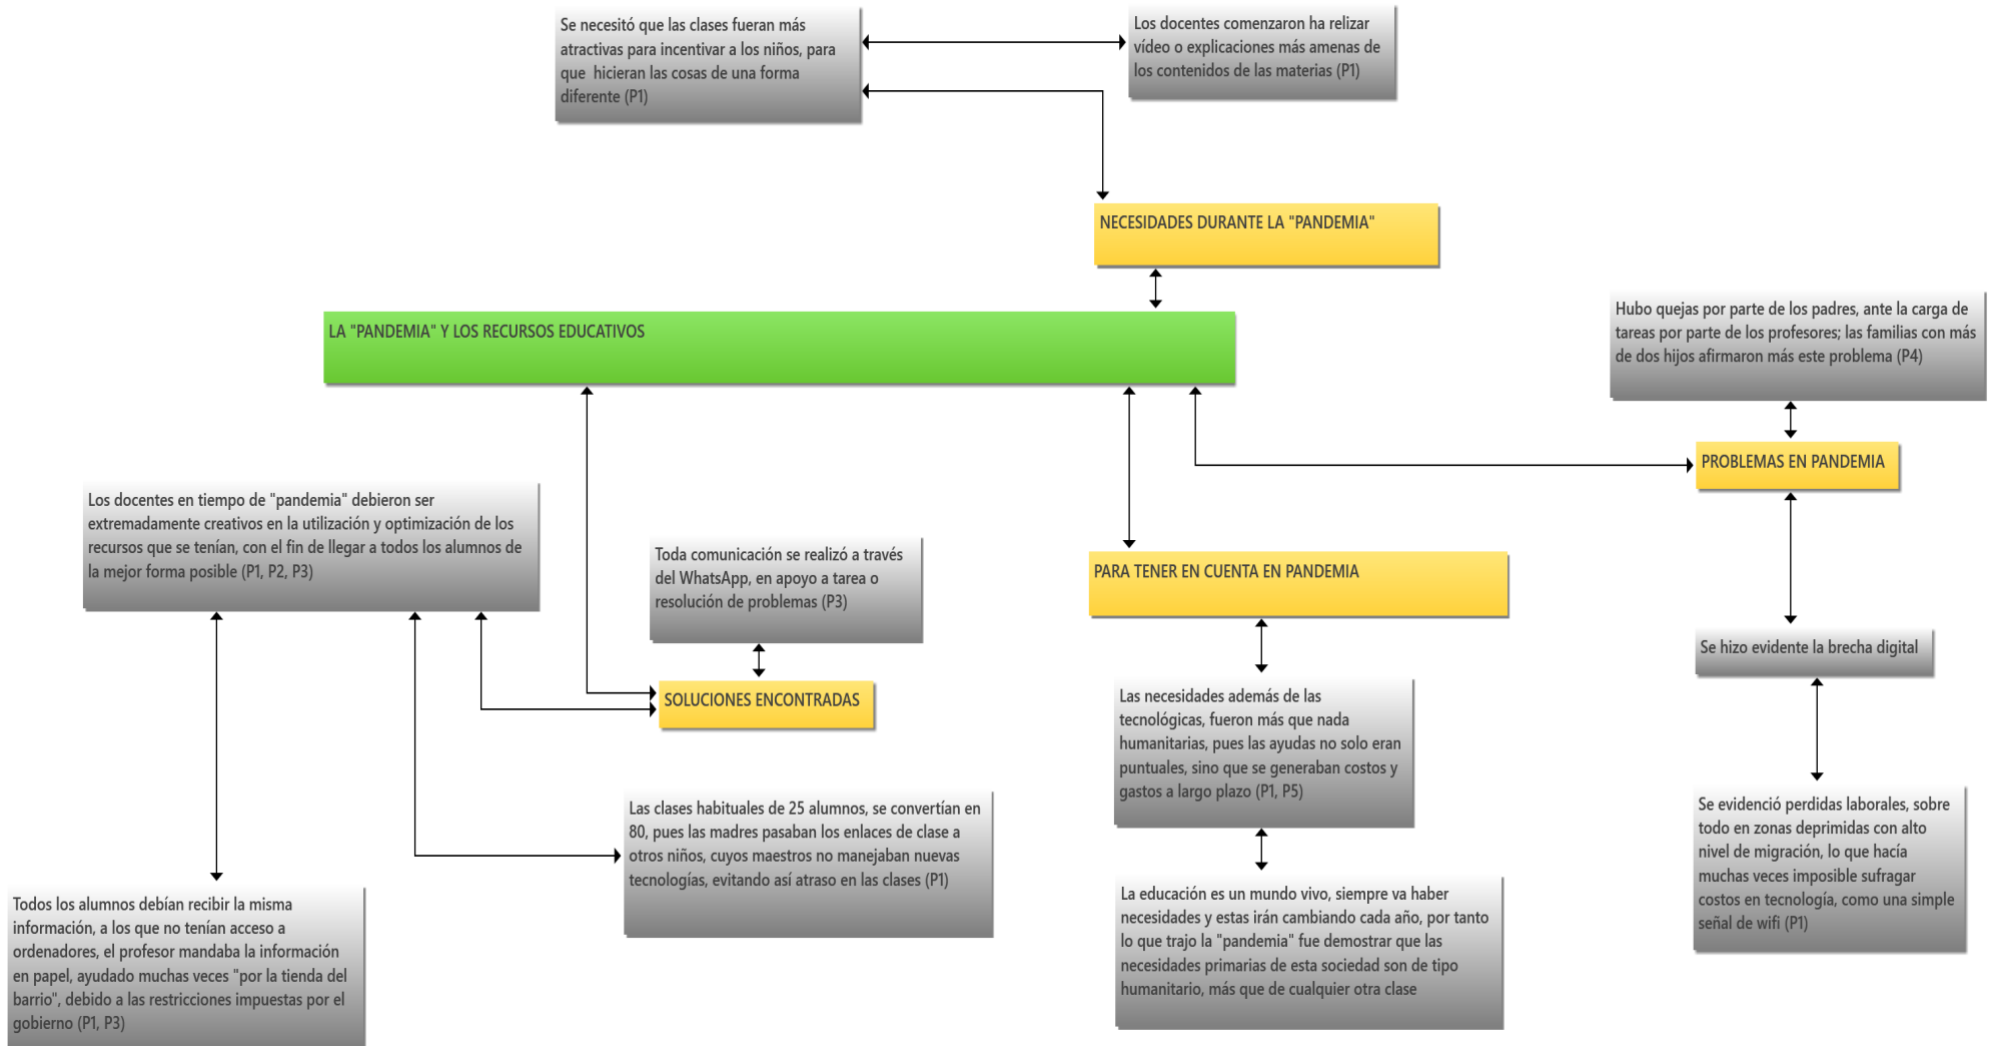 Se necesitó que las clases fueran más
atractivas para incentivar a los niños, para
que hicieran las cosas de una forma
diferente (P1)
Los docentes comenzaron ha relizar
vídeo o explicaciones más amenas de
los contenidos de las materias (P1)
NECESIDADES DURANTE LA "PANDEMIA"
LA "PANDEMIA" Y LOS RECURSOS EDUCATIVOS
Hubo quejas por parte de los padres, ante la carga de
tareas por parte de los profesores; las familias con más
de dos hijos afirmaron más este problema (P4)
PROBLEMAS EN PANDEMIA
Los docentes en tiempo de "pandemia" debieron ser
extremadamente creativos en la utilización y optimización de los
recursos que se tenían, con el fin de llegar a todos los alumnos de
la mejor forma posible (P1, P2, P3)
Toda comunicación se realizó a través
del WhatsApp, en apoyo a tarea o
resolución de problemas (P3)
PARA TENER EN CUENTA EN PANDEMIA
Se hizo evidente la brecha digital
SOLUCIONES ENCONTRADAS
Las necesidades además de las
tecnológicas, fueron más que nada
humanitarias, pues las ayudas no solo eran
puntuales, sino que se generaban costos y
gastos a largo plazo (P1, P5)
Las clases habituales de 25 alumnos, se convertían en
80, pues las madres pasaban los enlaces de clase a
otros niños, cuyos maestros no manejaban nuevas
tecnologías, evitando así atraso en las clases (P1)
Se evidenció perdidas laborales, sobre
todo en zonas deprimidas con alto
nivel de migración, lo que hacía
muchas veces imposible sufragar
costos en tecnología, como una simple
señal de wifi (P1)
Todos los alumnos debían recibir la misma
información, a los que no tenían acceso a
ordenadores, el profesor mandaba la información
en papel, ayudado muchas veces "por la tienda del
barrio", debido a las restricciones impuestas por el
gobierno (P1, P3)
La educación es un mundo vivo, siempre va haber
necesidades y estas irán cambiando cada año, por tanto
lo que trajo la "pandemia" fue demostrar que las
necesidades primarias de esta sociedad son de tipo
humanitario, más que de cualquier otra clase